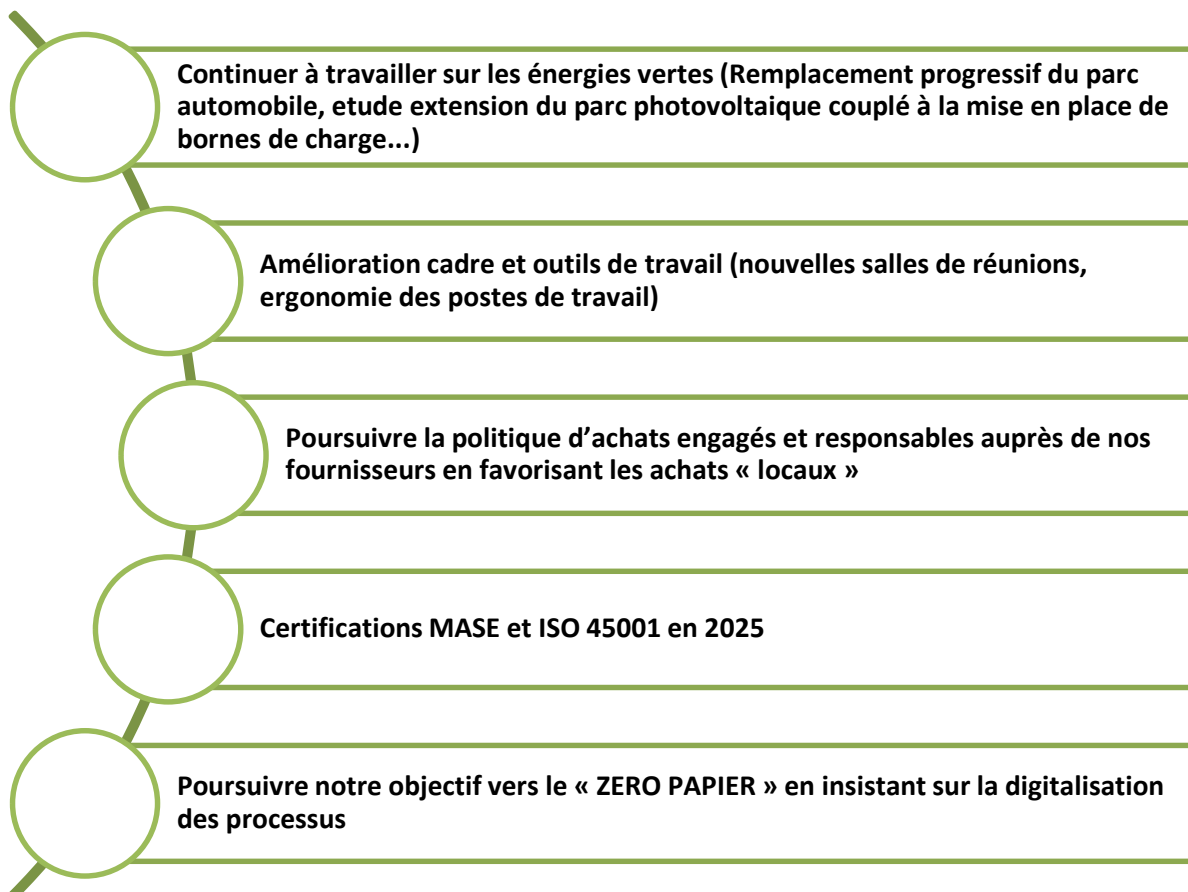 Continuer à travailler sur les énergies vertes (Remplacement progressif du parc
automobile, etude extension du parc photovoltaique couplé à la mise en place de
bornes de charge...)
Amélioration cadre et outils de travail (nouvelles salles de réunions,
ergonomie des postes de travail)
Poursuivre la politique d’achats engagés et responsables auprès de nos
fournisseurs en favorisant les achats « locaux »
Certifications MASE et ISO 45001 en 2025
Poursuivre notre objectif vers le « ZERO PAPIER » en insistant sur la digitalisation
des processus